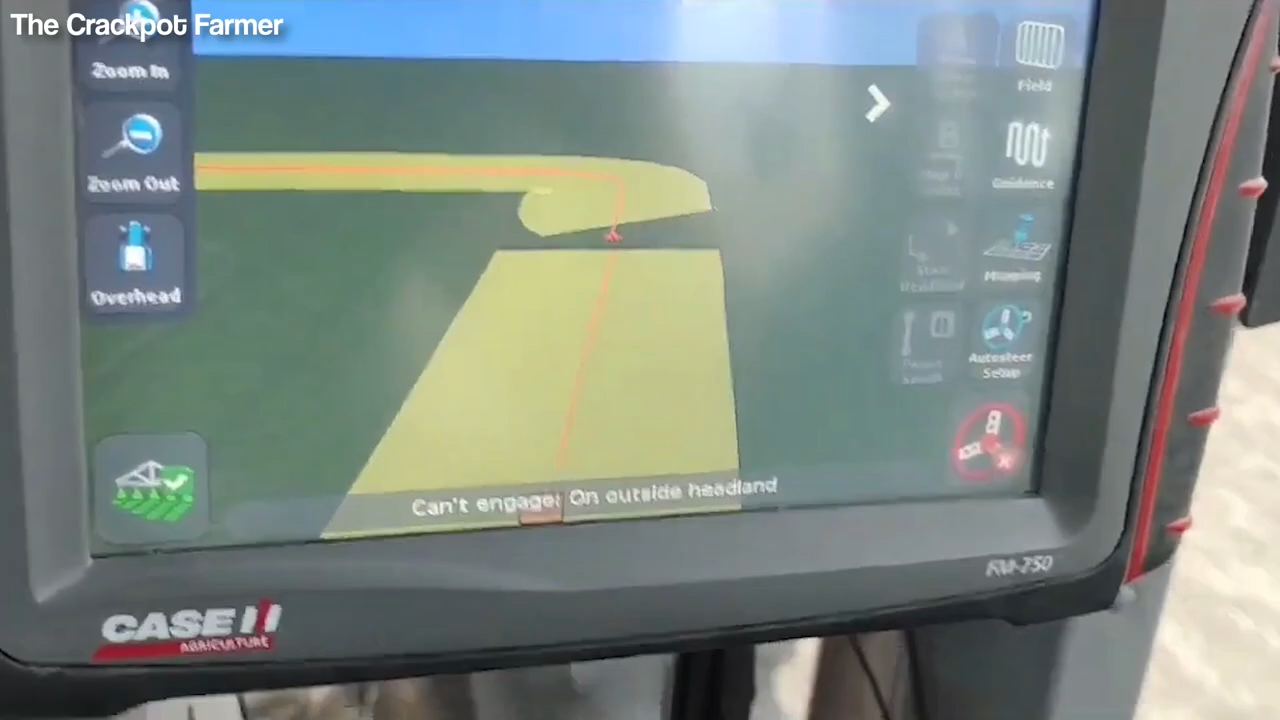 The Crackpot Farmer
Zoom In
Field
Zoom Out
Guidance
Mapping
Overhead
Autosteer
Setup
Can't engage: On outside headland
FM-750
CASE IH
AGRICULTURE